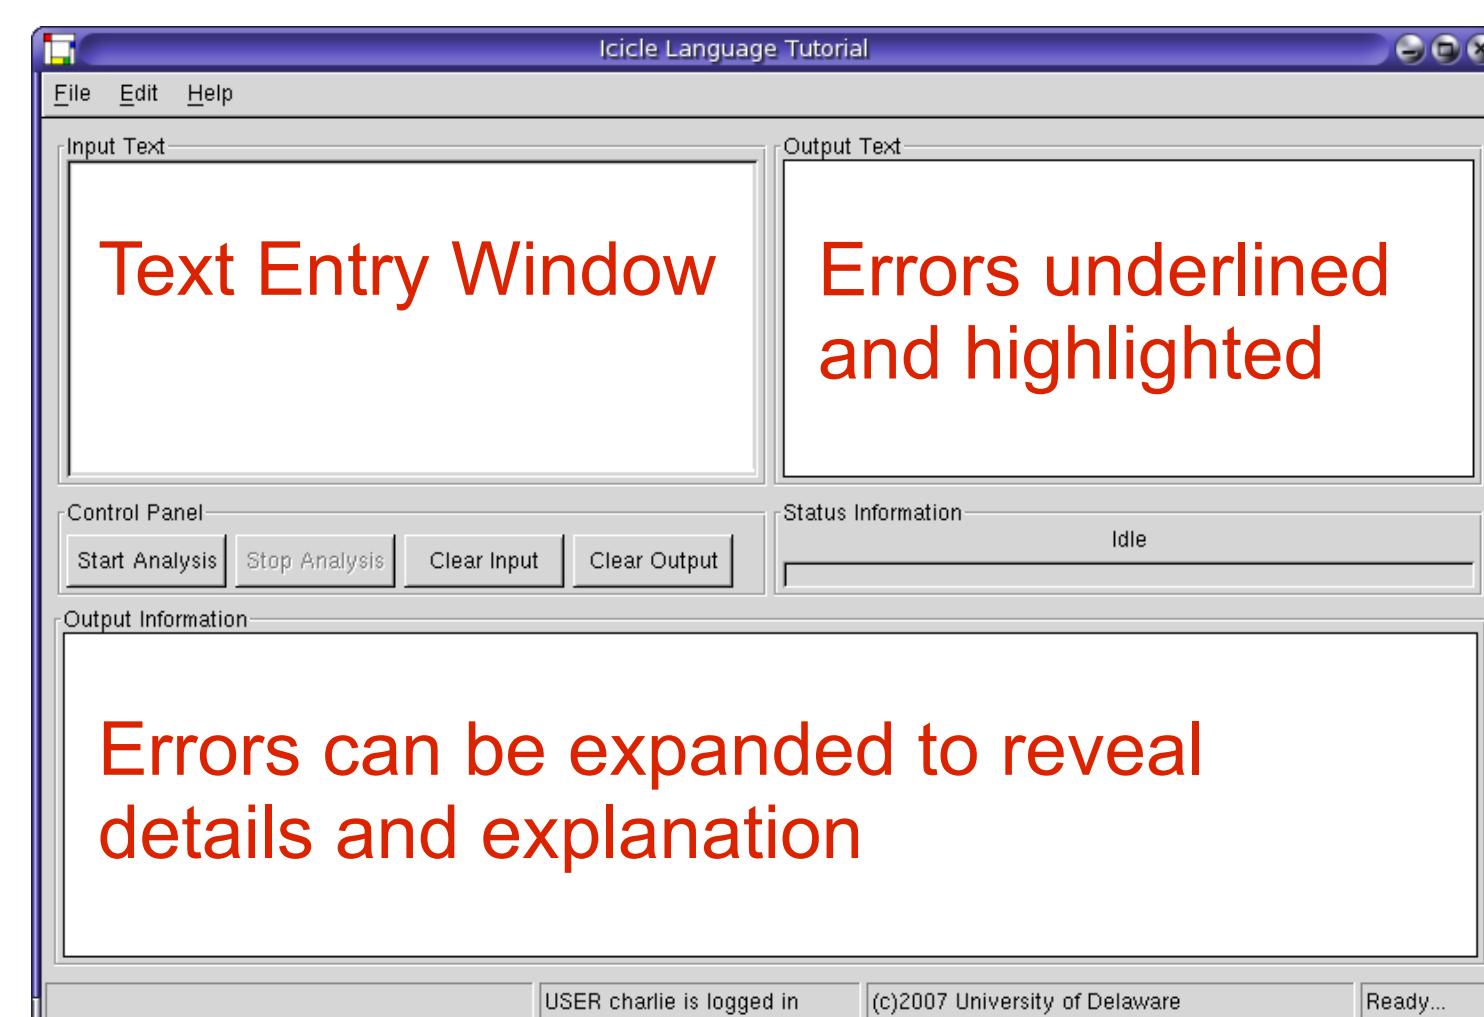 Icicle Language Tutorial
File Edit Help
Input Text
Text Entry Window
Output Text
Errors underlined
and highlighted
Control Panel
Start Analysis Stop Analysis Clear Input Clear Output
Status Information
Idle
Output Information
Errors can be expanded to reveal
details and explanation
USER charlie is logged in (c)2007 University of Delaware Ready...